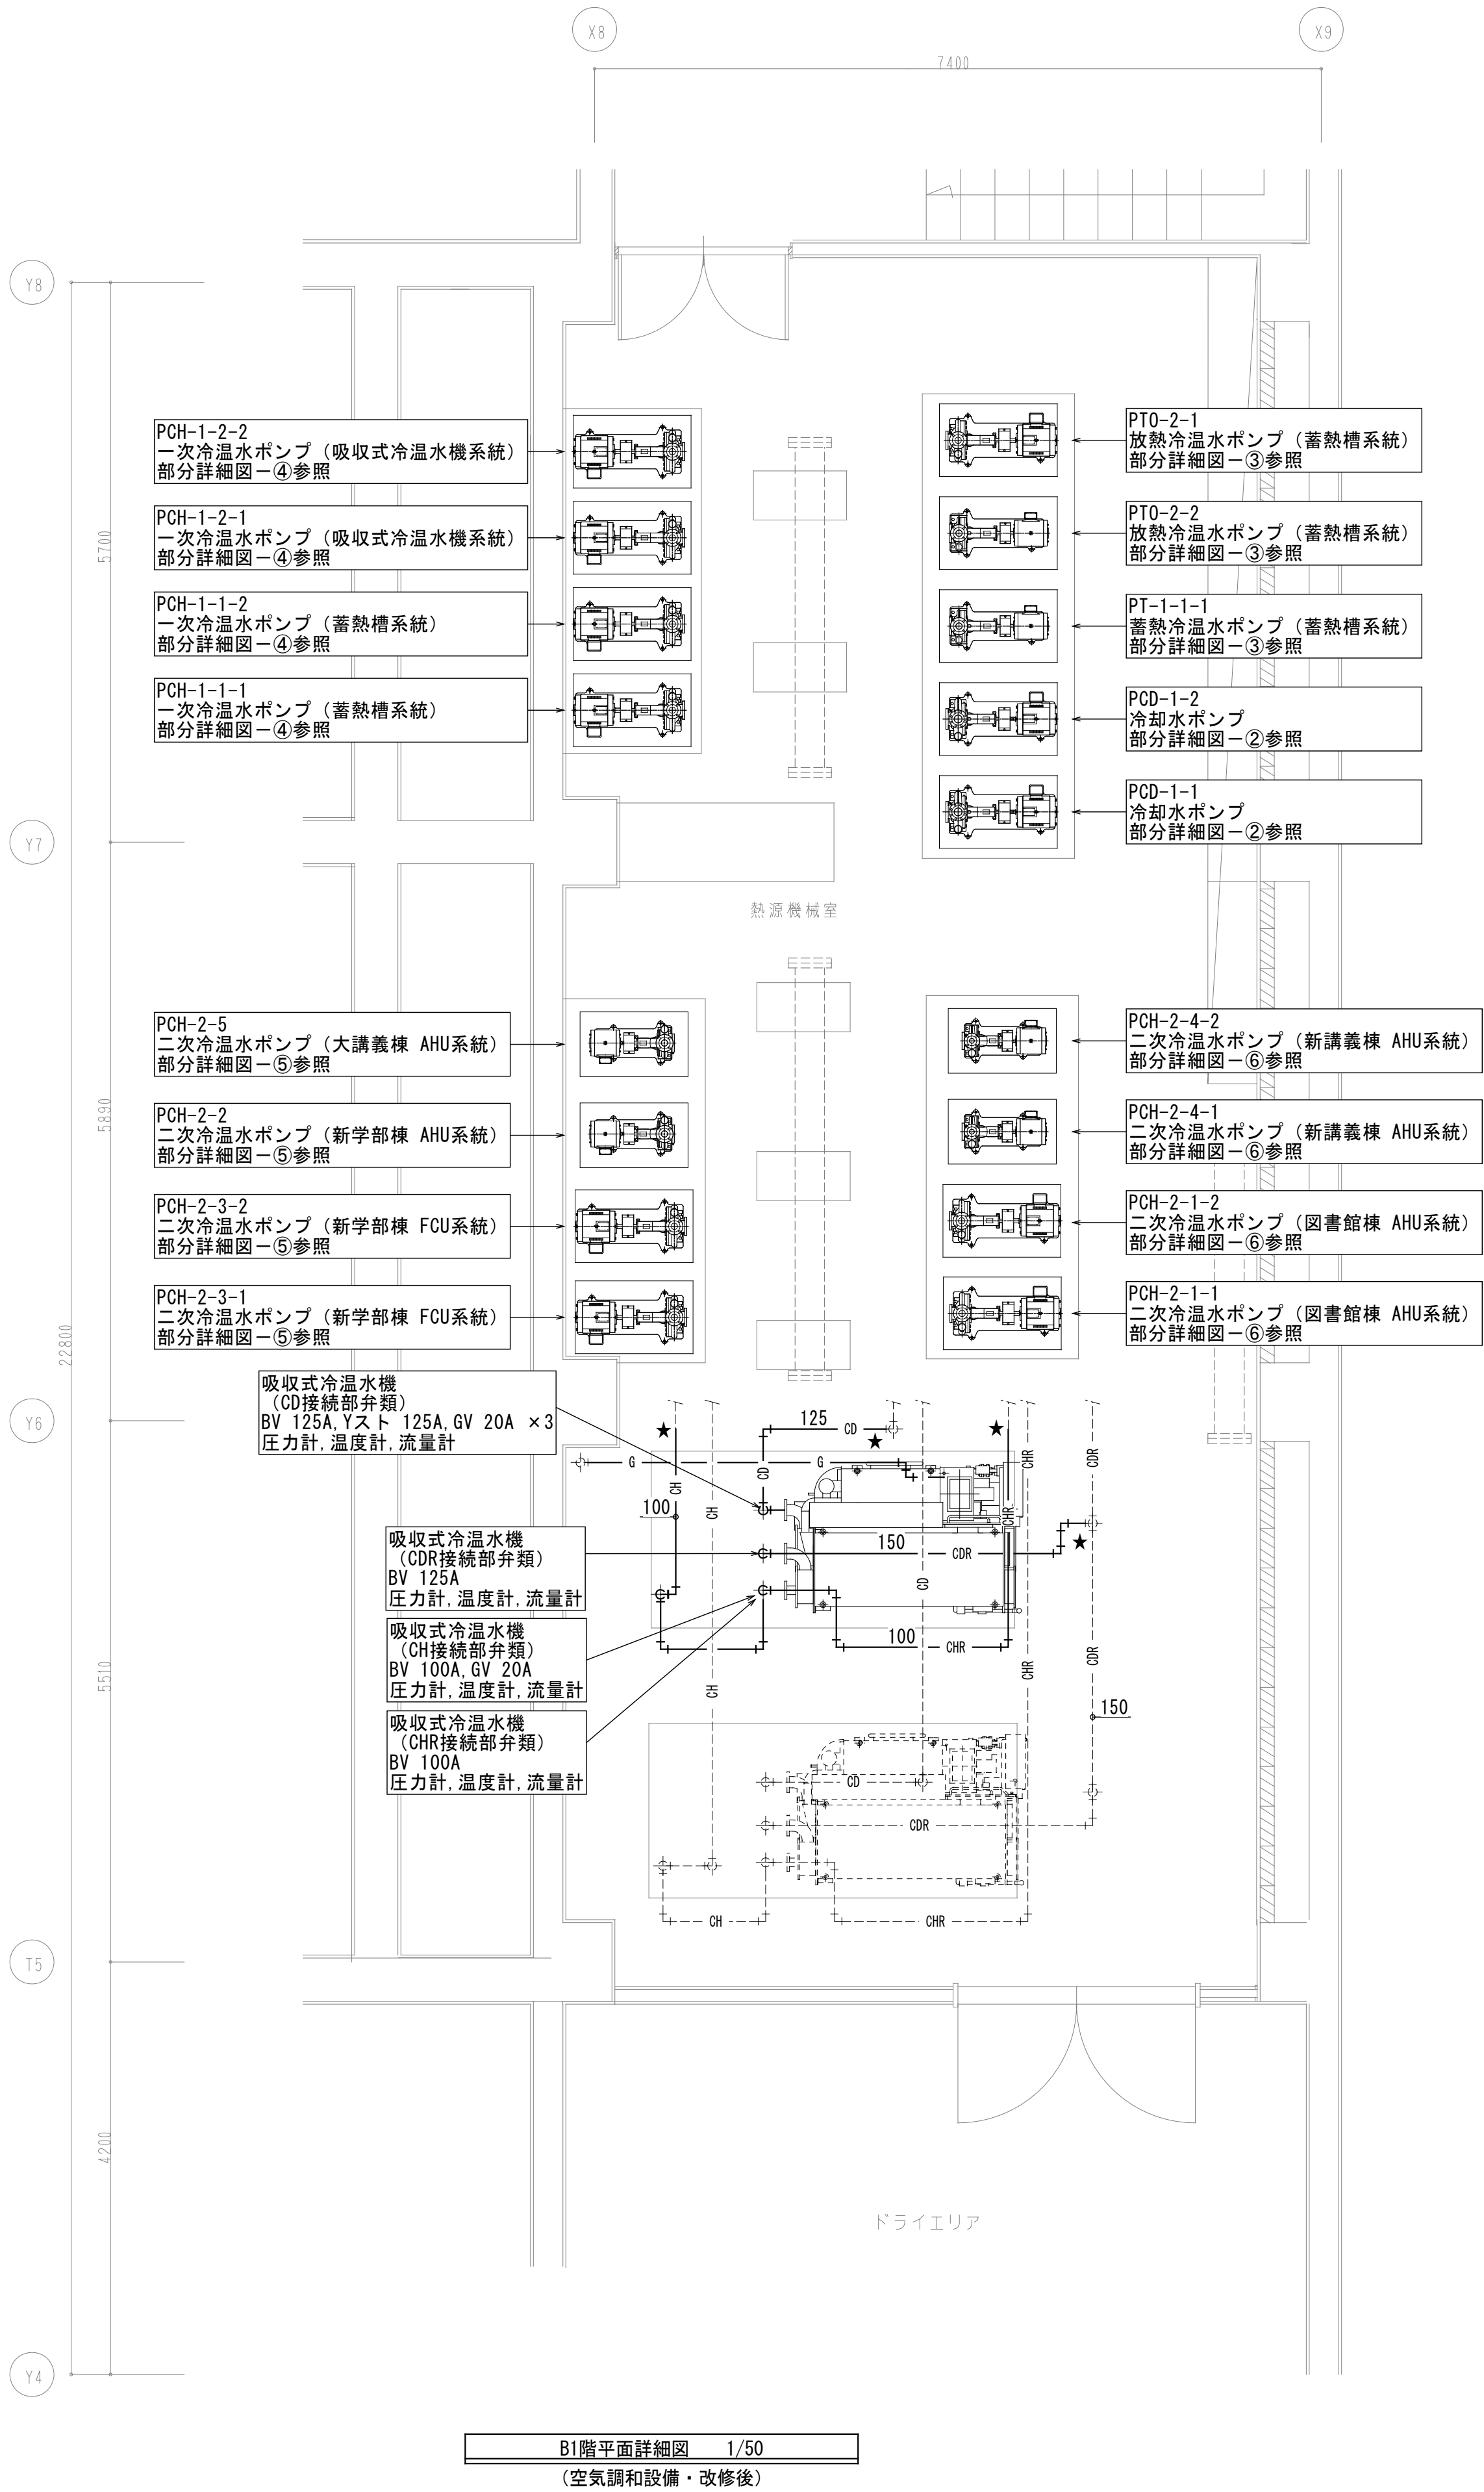 X8
X9
7400
Y8
PCH-1-2-2
一次冷温水ポンプ（吸収式冷温水機系統）
部分詳細図－④参照
PTO-2-1
放熱冷温水ポンプ（蓄熱槽系統）
部分詳細図－③参照
PCH-1-2-1
一次冷温水ポンプ（吸収式冷温水機系統）
部分詳細図－④参照
PTO-2-2
放熱冷温水ポンプ（蓄熱槽系統）
部分詳細図－③参照
5700
PCH-1-1-2
一次冷温水ポンプ（蓄熱槽系統）
部分詳細図－④参照
PT-1-1-1
蓄熱冷温水ポンプ（蓄熱槽系統）
部分詳細図－③参照
PCH-1-1-1
一次冷温水ポンプ（蓄熱槽系統）
部分詳細図－④参照
PCD-1-2
冷却水ポンプ
部分詳細図－②参照
PCD-1-1
冷却水ポンプ
部分詳細図－②参照
Y7
熱源機械室
PCH-2-5
二次冷温水ポンプ（大講義棟 AHU系統）
部分詳細図－⑤参照
PCH-2-4-2
二次冷温水ポンプ（新講義棟 AHU系統）
部分詳細図－⑥参照
5890
PCH-2-2
二次冷温水ポンプ（新学部棟 AHU系統）
部分詳細図－⑤参照
PCH-2-4-1
二次冷温水ポンプ（新講義棟 AHU系統）
部分詳細図－⑥参照
PCH-2-3-2
二次冷温水ポンプ（新学部棟 FCU系統）
部分詳細図－⑤参照
PCH-2-1-2
二次冷温水ポンプ（図書館棟 AHU系統）
部分詳細図－⑥参照
PCH-2-3-1
二次冷温水ポンプ（新学部棟 FCU系統）
部分詳細図－⑤参照
PCH-2-1-1
二次冷温水ポンプ（図書館棟 AHU系統）
部分詳細図－⑥参照
22800
吸収式冷温水機
（CD接続部弁類）
BV 125A,Yスト 125A,GV 20A ×3
圧力計,温度計,流量計
Y6
★
125
CD
★
★
CHR
CDR
G
G
CH
CD
CH
100
CHR
吸収式冷温水機
（CDR接続部弁類）
BV 125A
圧力計,温度計,流量計
150
CDR
★
CD
吸収式冷温水機
（CH接続部弁類）
BV 100A,GV 20A
圧力計,温度計,流量計
100
CHR
CHR
CDR
5510
CH
吸収式冷温水機
（CHR接続部弁類）
BV 100A
圧力計,温度計,流量計
150
CD
CDR
CH
CHR
T5
4200
ドライエリア
Y4
B1階平面詳細図 1/50
(空気調和設備・改修後)